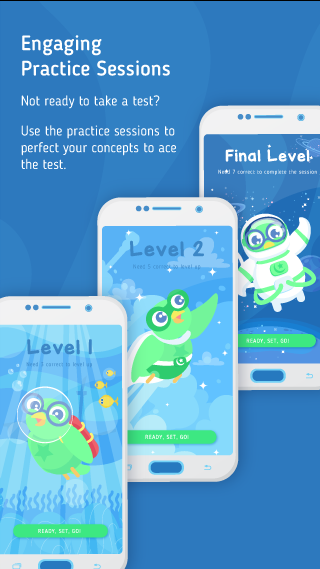 Engaging
Practice Sessions
Not ready to take a test?
Use the practice sessions to
perfect your concepts to ace
the test.
Final Level
Need 7 correct to complete the session
READY, SET, GO!
Level 2
Need 5 correct to level up
READY, SET, GO!
Level 1
Need 3 correct to level up
READY, SET, GO!